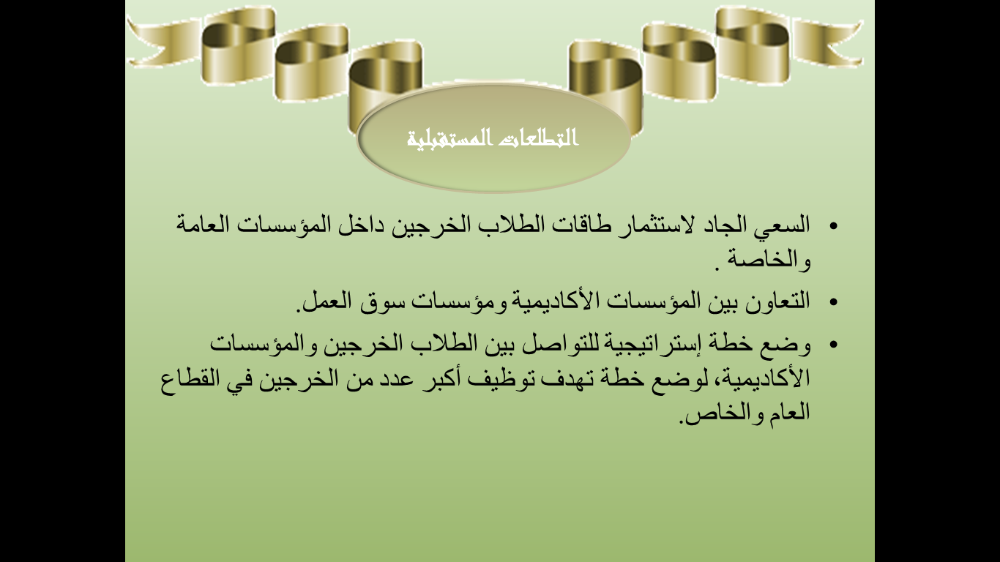 التطلعات المستقبلية
• السعي الجاد لاستثمار طاقات الطلاب الخرجين داخل المؤسسات العامة
والخاصة .
• التعاون بين المؤسسات الأكاديمية ومؤسسات سوق العمل.
• وضع خطة إستراتيجية للتواصل بين الطلاب الخرجين والمؤسسات
الأكاديمية، لوضع خطة تهدف توظيف أكبر عدد من الخرجين في القطاع
العام والخاص.